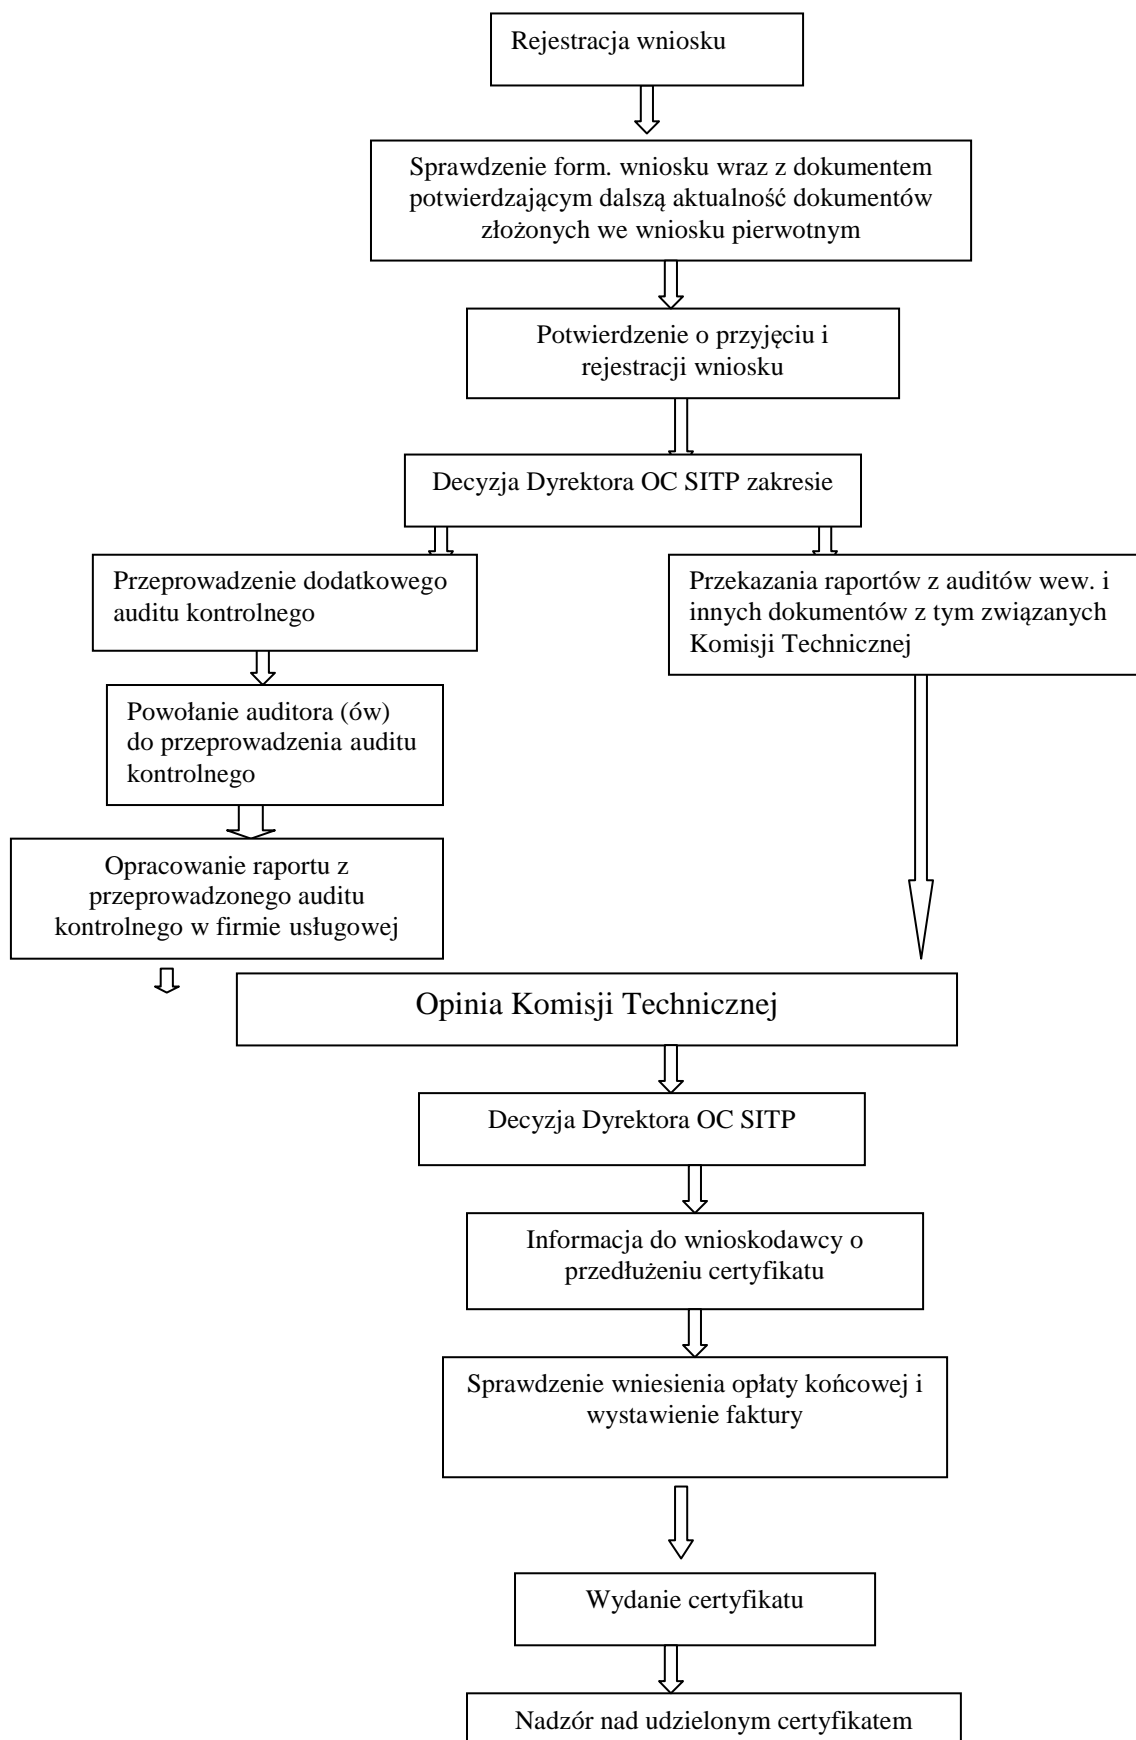 Rejestracja wniosku
Sprawdzenie form. wniosku wraz z dokumentem
potwierdzającym dalszą aktualność dokumentów
złożonych we wniosku pierwotnym
Potwierdzenie o przyjęciu i
rejestracji wniosku
Decyzja Dyrektora OC SITP zakresie
Przeprowadzenie dodatkowego
auditu kontrolnego
Przekazania raportów z auditów wew. i
innych dokumentów z tym związanych
Komisji Technicznej
Powołanie auditora (ów)
do przeprowadzenia auditu
kontrolnego
Opracowanie raportu z
przeprowadzonego auditu
kontrolnego w firmie usługowej
Opinia Komisji Technicznej
Decyzja Dyrektora OC SITP
Informacja do wnioskodawcy o
przedłużeniu certyfikatu
Sprawdzenie wniesienia opłaty końcowej i
wystawienie faktury
Wydanie certyfikatu
Nadzór nad udzielonym certyfikatem